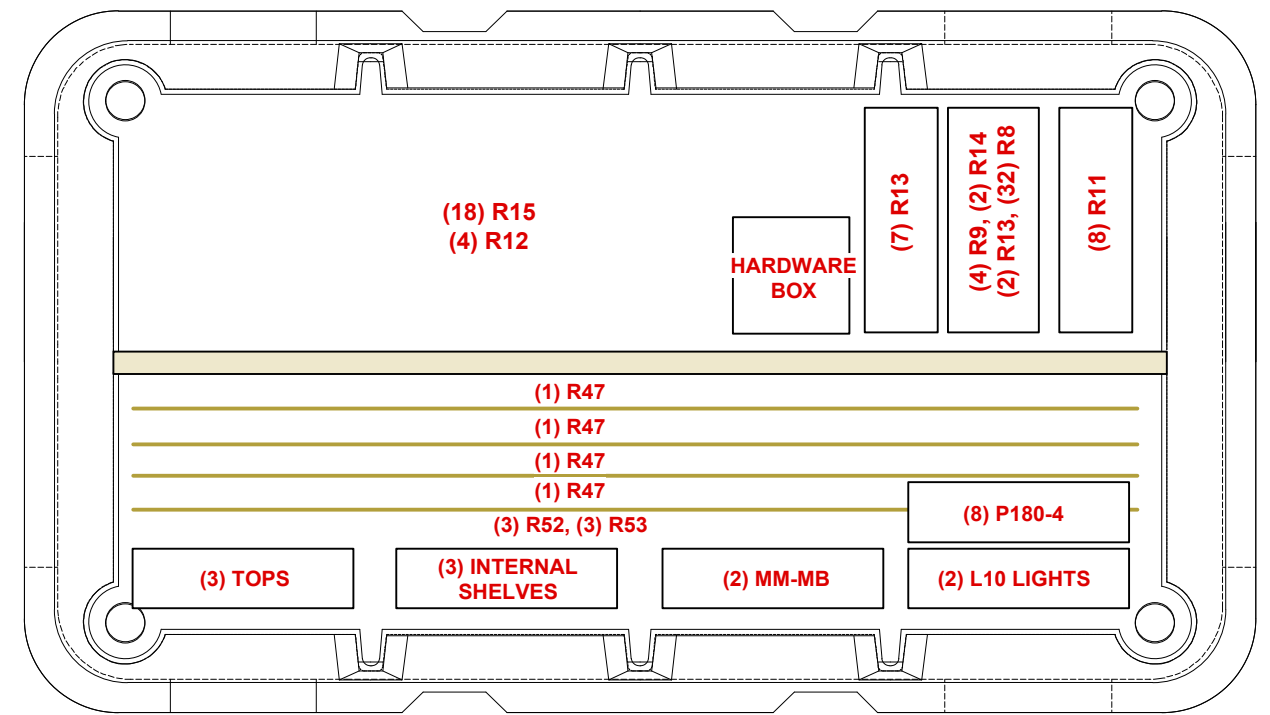 (18) R15
(4) R12
HARDWARE
BOX
(7) R13
(4) R9, (2) R14
(2) R13, (32) R8
(8) R11
(1) R47
(1) R47
(1) R47
(1) R47
(3) R52, (3) R53
(8) P180-4
(3) TOPS
(3) INTERNAL
SHELVES
(2) MM-MB
(2) L10 LIGHTS